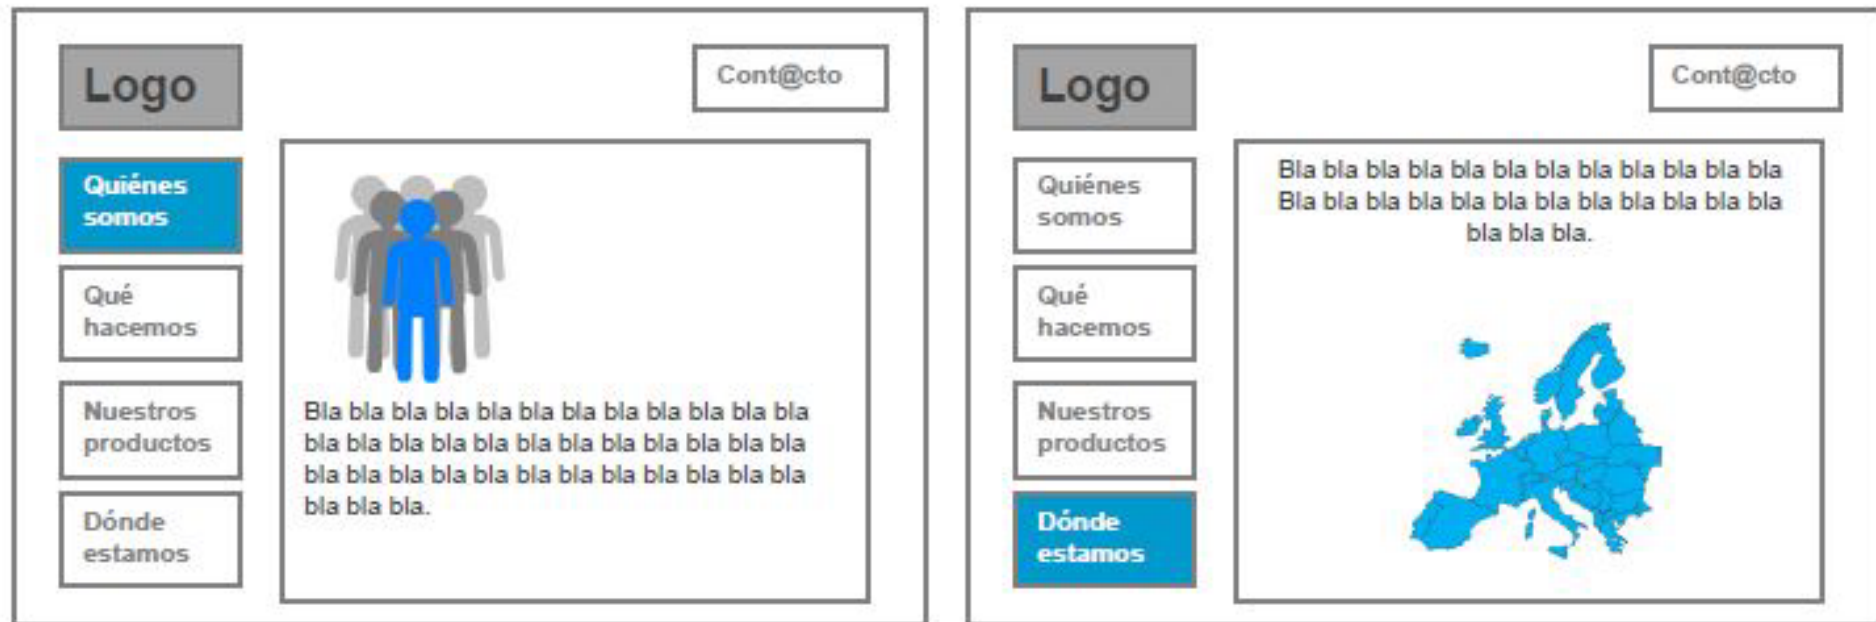 Logo
Cont@cto
Quiénes
somos
Qué
hacemos
Nuestros
productos
Dónde
estamos
Bla bla bla bla bla bla bla bla bla bla bla bla
bla bla bla bla bla bla bla bla bla bla bla bla
bla bla bla bla bla bla bla bla bla bla bla bla
bla bla bla.
Logo
Cont@cto
Quiénes
somos
Qué
hacemos
Nuestros
productos
Dónde
estamos
Bla bla bla bla bla bla bla bla bla bla bla bla
Bla bla bla bla bla bla bla bla bla bla bla bla
bla bla bla.